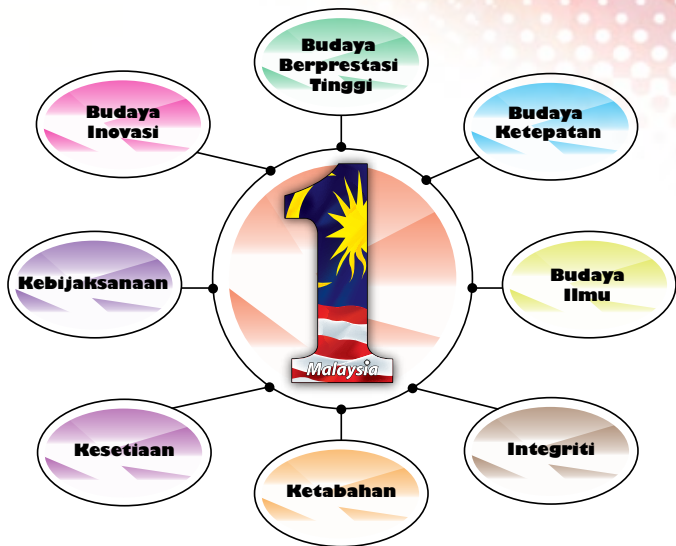 Budaya
Berprestasi
Tinggi
Budaya
Ketepatan
Budaya
Ilmu
Integriti
Ketabahan
Kesetiaan
Kebijaksanaan
Budaya
Inovasi
1
Malaysia